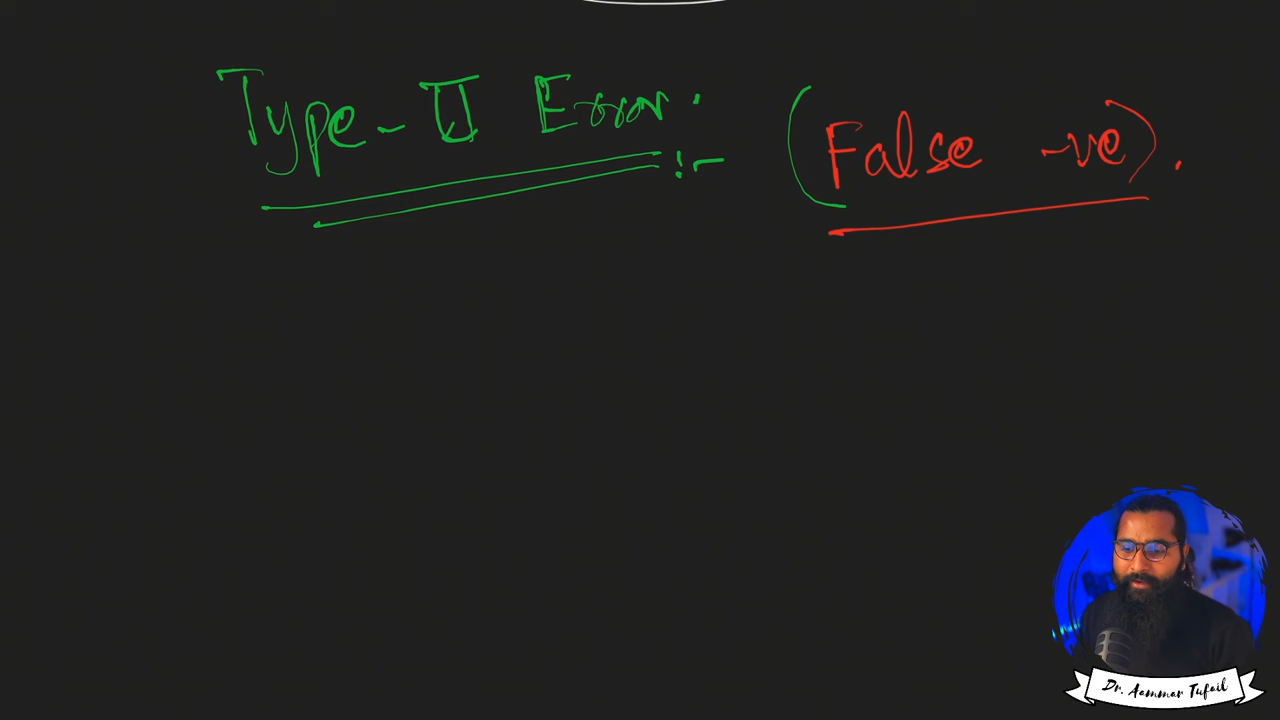 Type-II Error :- (False -ve).
Dr. Aammar Tufail